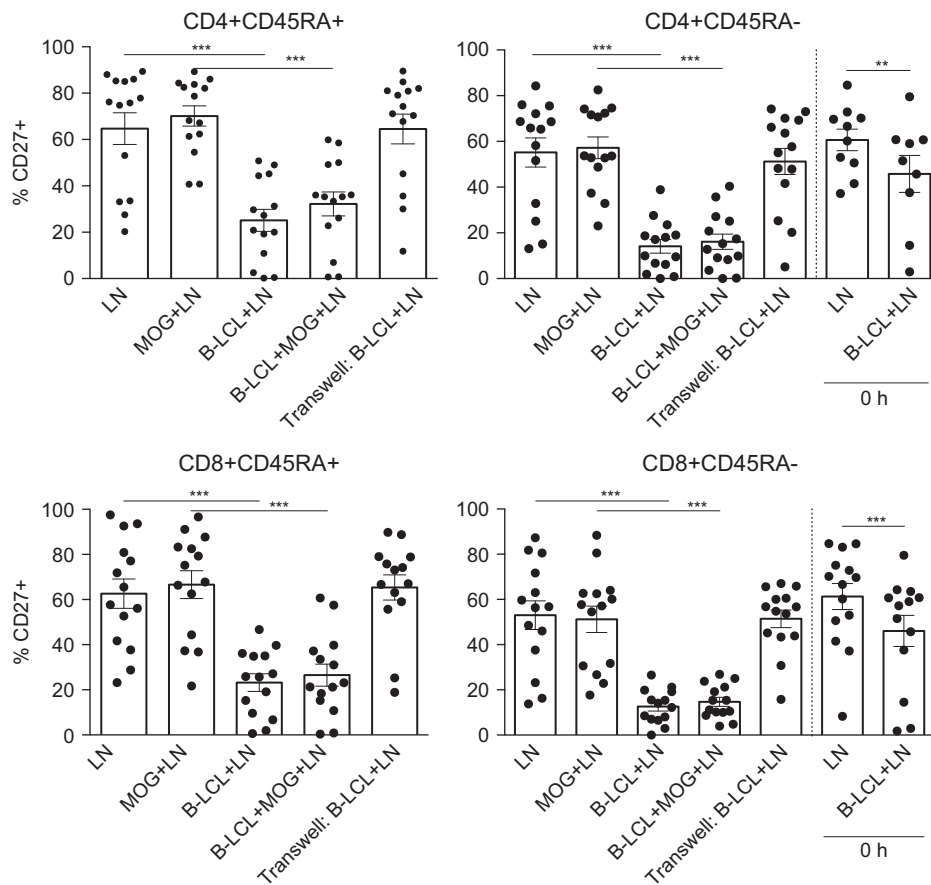 CD4+CD45RA+
% CD27+
100
80
60
40
20
0
***
***
LN
MOG+LN
B-LCL+LN
B-LCL+MOG+LN
Transwell: B-LCL+LN
CD4+CD45RA-
100
80
60
40
20
0
***
***
**
LN
MOG+LN
B-LCL+LN
B-LCL+MOG+LN
Transwell: B-LCL+LN
LN
B-LCL+LN
0 h
CD8+CD45RA+
% CD27+
100
80
60
40
20
0
***
***
LN
MOG+LN
B-LCL+LN
B-LCL+MOG+LN
Transwell: B-LCL+LN
CD8+CD45RA-
100
80
60
40
20
0
***
***
***
LN
MOG+LN
B-LCL+LN
B-LCL+MOG+LN
Transwell: B-LCL+LN
LN
B-LCL+LN
0 h